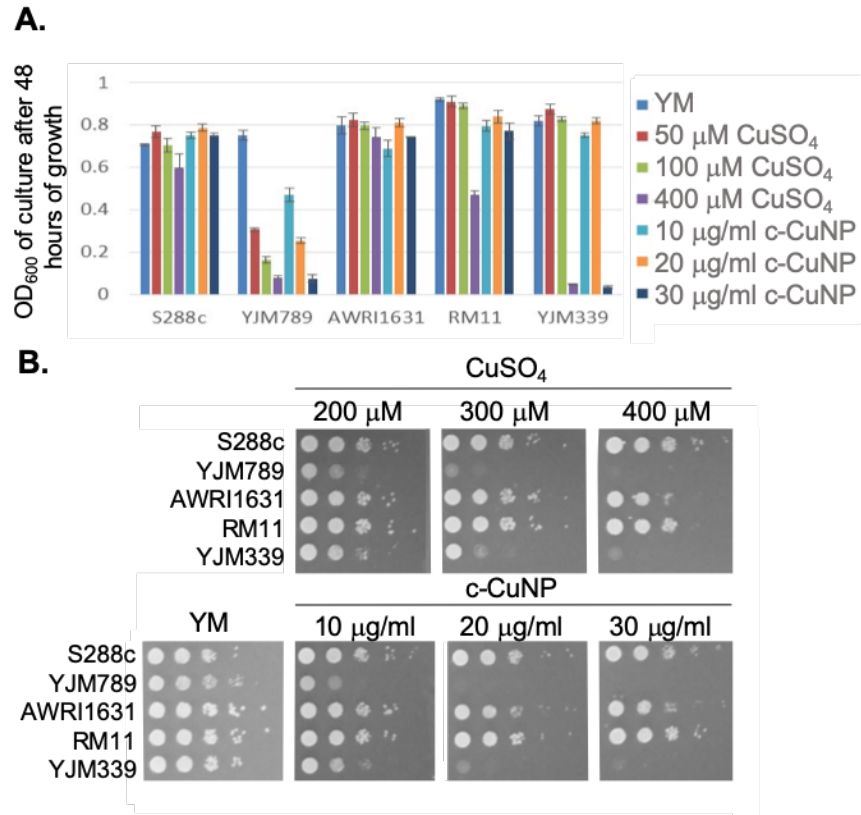 A.
OD600 of culture after 48
hours of growth
1
0.8
0.6
0.4
0.2
0
S288c YJM789 AWRI1631 RM11 YJM339
YM
50 µM CuSO4
100 µM CuSO4
400 µM CuSO4
10 µg/ml c-CuNP
20 µg/ml c-CuNP
30 µg/ml c-CuNP
B.
CuSO4
200 µM 300 µM 400 µM
S288c
YJM789
AWRI1631
RM11
YJM339
c-CuNP
YM 10 µg/ml 20 µg/ml 30 µg/ml
S288c
YJM789
AWRI1631
RM11
YJM339